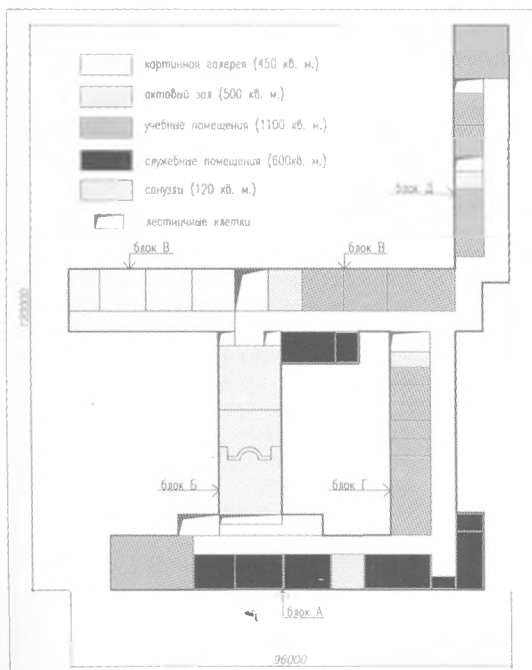 картинная галерея (450 кв. м.)
актовый зал (500 кв. м.)
учебные помещения (1100 кв. м.)
служебные помещения (600кв. м.)
санузлы (120 кв. м.)
лестничные клетки
блок Д
блок В
блок В
блок Б
блок Г
блок А
96000